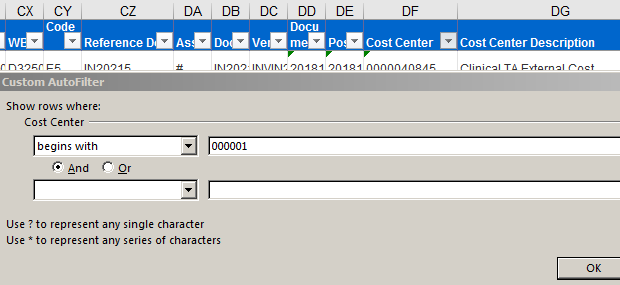 CX CY CZ DA DB DC DD DE DF DG
Code Docu
WB Reference Do Ass Doc Ver me Pos Cost Center Cost Center Description
D3250 E5 IN20215 # IN202 INVIN2 20181 20181 0000040845 Clinical TA External Cost
Custom AutoFilter
Show rows where:
Cost Center
begins with 000001
And Or
Use ? to represent any single character
Use * to represent any series of characters
OK